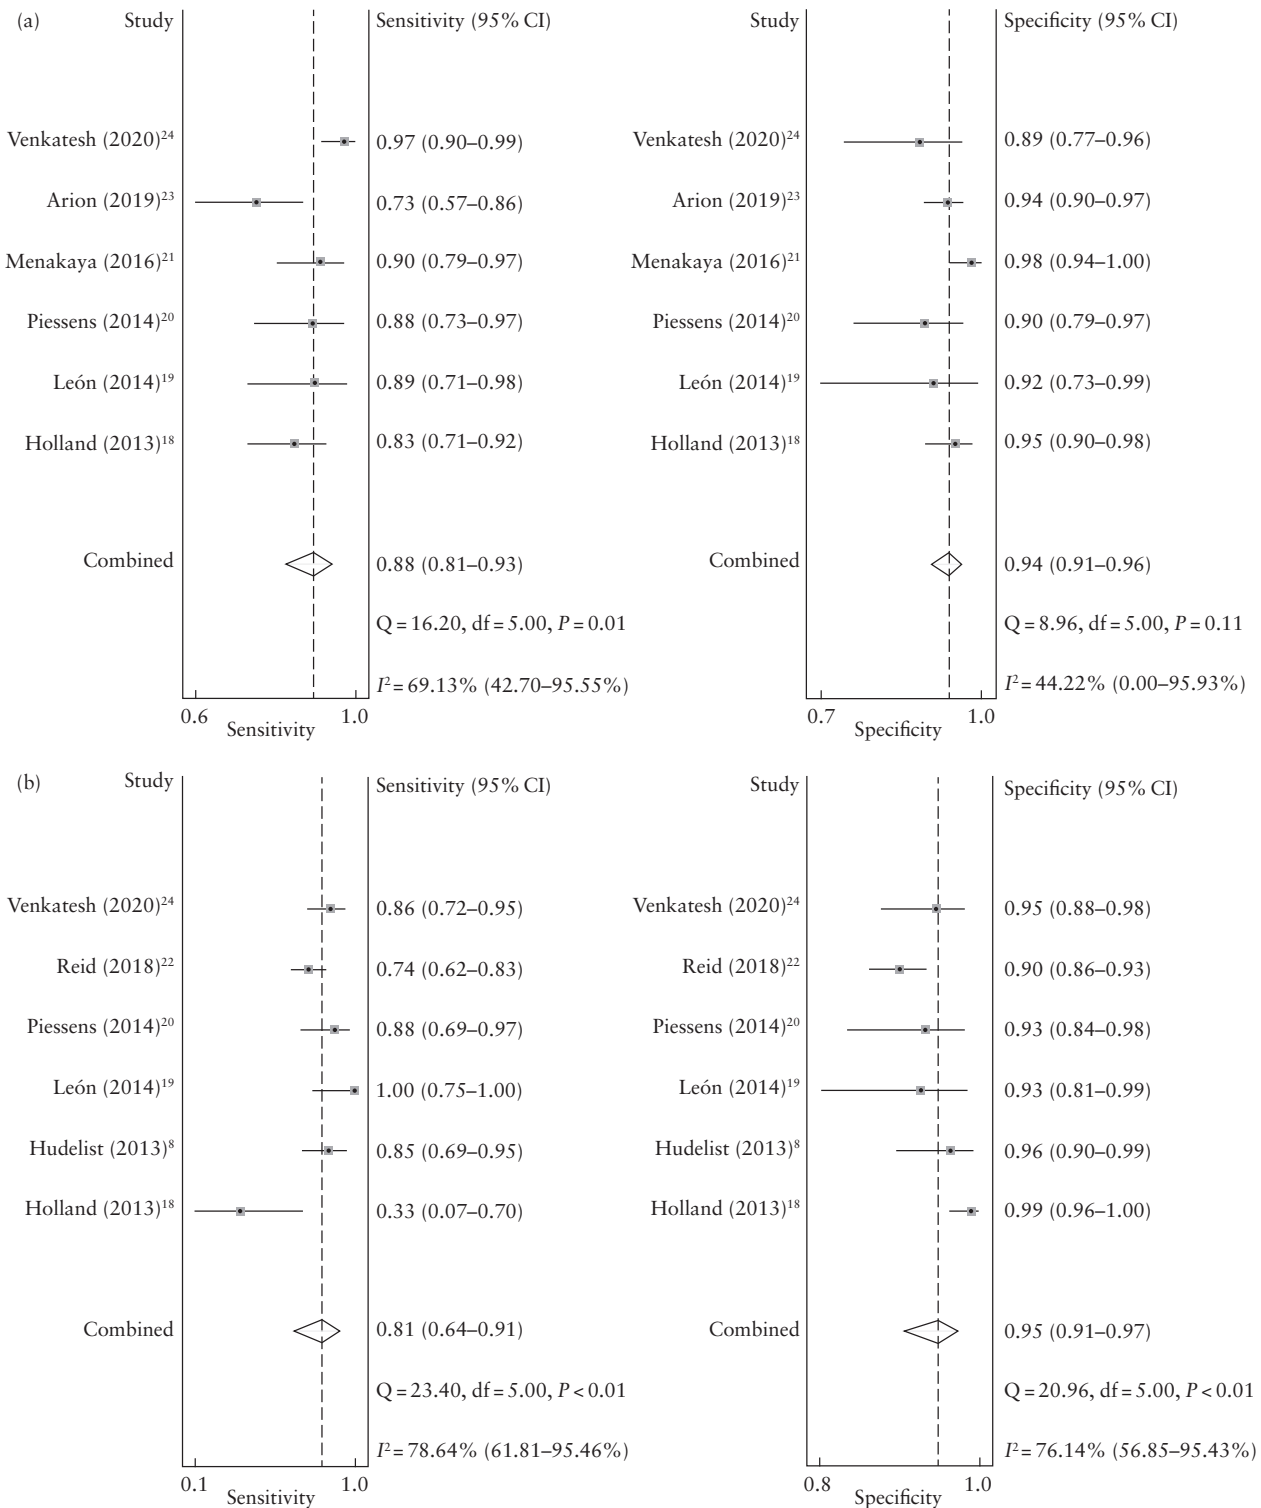 (a) Study Sensitivity (95% CI) Study Specificity (95% CI)
Venkatesh (2020)24 0.97 (0.90–0.99) Venkatesh (2020)24 0.89 (0.77–0.96)
Arion (2019)23 0.73 (0.57–0.86) Arion (2019)23 0.94 (0.90–0.97)
Menakaya (2016)21 0.90 (0.79–0.97) Menakaya (2016)21 0.98 (0.94–1.00)
Piessens (2014)20 0.88 (0.73–0.97) Piessens (2014)20 0.90 (0.79–0.97)
León (2014)19 0.89 (0.71–0.98) León (2014)19 0.92 (0.73–0.99)
Holland (2013)18 0.83 (0.71–0.92) Holland (2013)18 0.95 (0.90–0.98)
Combined 0.88 (0.81–0.93) Combined 0.94 (0.91–0.96)
Q = 16.20, df = 5.00, P = 0.01 Q = 8.96, df = 5.00, P = 0.11
I² = 69.13% (42.70–95.55%) I² = 44.22% (0.00–95.93%)
0.6 1.0 0.7 1.0
Sensitivity Specificity
(b) Study Sensitivity (95% CI) Study Specificity (95% CI)
Venkatesh (2020)24 0.86 (0.72–0.95) Venkatesh (2020)24 0.95 (0.88–0.98)
Reid (2018)22 0.74 (0.62–0.83) Reid (2018)22 0.90 (0.86–0.93)
Piessens (2014)20 0.88 (0.69–0.97) Piessens (2014)20 0.93 (0.84–0.98)
León (2014)19 1.00 (0.75–1.00) León (2014)19 0.93 (0.81–0.99)
Hudelist (2013)8 0.85 (0.69–0.95) Hudelist (2013)8 0.96 (0.90–0.99)
Holland (2013)18 0.33 (0.07–0.70) Holland (2013)18 0.99 (0.96–1.00)
Combined 0.81 (0.64–0.91) Combined 0.95 (0.91–0.97)
Q = 23.40, df = 5.00, P < 0.01 Q = 20.96, df = 5.00, P < 0.01
I² = 78.64% (61.81–95.46%) I² = 76.14% (56.85–95.43%)
0.1 1.0 0.8 1.0
Sensitivity Specificity